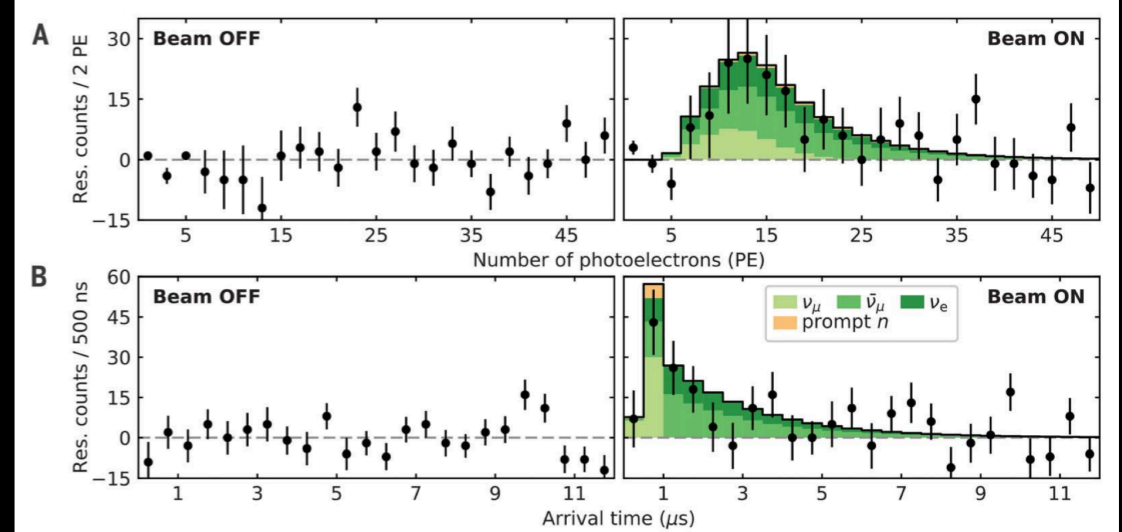 A
Res. counts / 2 PE
30
15
0
−15
Beam OFF
Beam ON
5 15 25 35 45
5 15 25 35 45
Number of photoelectrons (PE)
B
Res. counts / 500 ns
60
45
30
15
0
−15
Beam OFF
Beam ON
νμ ν̄μ νe
prompt n
1 3 5 7 9 11
1 3 5 7 9 11
Arrival time (μs)